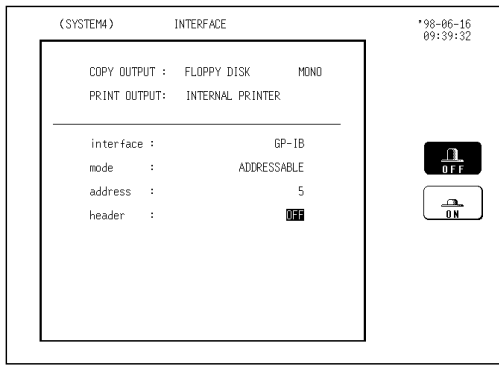 (SYSTEM4) INTERFACE '98-06-16
09:39:32
COPY OUTPUT : FLOPPY DISK MONO
PRINT OUTPUT: INTERNAL PRINTER
interface : GP-IB
mode : ADDRESSABLE
address : 5
header : OFF
OFF
ON